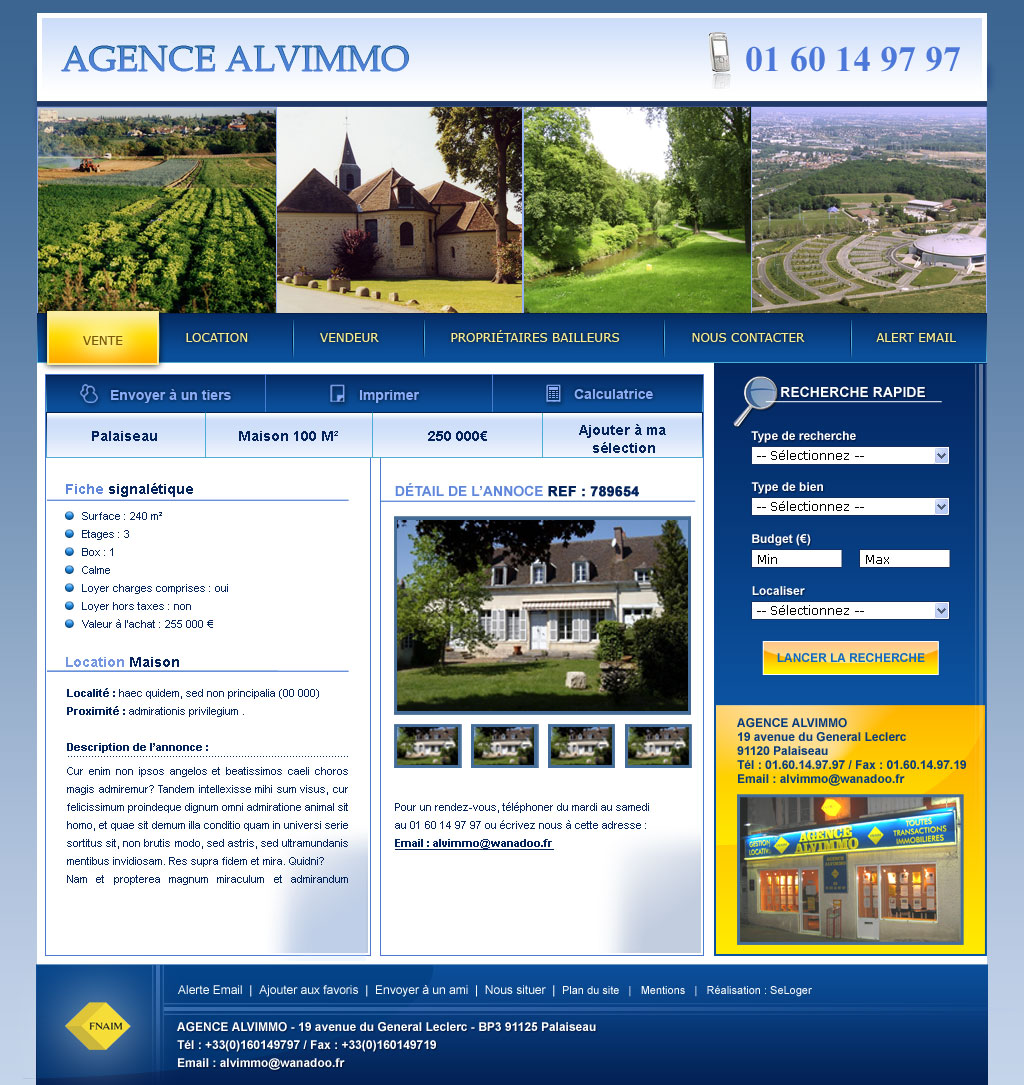 AGENCE ALVIMMO
01 60 14 97 97
VENTE
LOCATION
VENDEUR
PROPRIÉTAIRES BAILLEURS
NOUS CONTACTER
ALERT EMAIL
Envoyer à un tiers
Imprimer
Calculatrice
Palaiseau
Maison 100 M²
250 000€
Ajouter à ma
sélection
Fiche signalétique
Surface : 240 m²
Etages : 3
Box : 1
Calme
Loyer charges comprises : oui
Loyer hors taxes : non
Valeur à l'achat : 255 000 €
Location Maison
Localité : haec quidem, sed non principalia (00 000)
Proximité : admirationis privilegium .
Description de l'annonce :
Cur enim non ipsos angelos et beatissimos caeli choros
magis admiremur? Tandem intellexisse mihi sum visus, cur
felicissimum proindeque dignum omni admiratione animal sit
homo, et quae sit demum illa conditio quam in universi serie
sortitus sit, non brutis modo, sed astris, sed ultramundanis
mentibus invidiosam. Res supra fidem et mira. Quidni?
Nam et propterea magnum miraculum et admirandum
DÉTAIL DE L'ANNOCE REF : 789654
Pour un rendez-vous, téléphoner du mardi au samedi
au 01 60 14 97 97 ou écrivez nous à cette adresse :
Email : alvimmo@wanadoo.fr
RECHERCHE RAPIDE
Type de recherche
-- Sélectionnez --
Type de bien
-- Sélectionnez --
Budget (€)
Min
Max
Localiser
-- Sélectionnez --
LANCER LA RECHERCHE
AGENCE ALVIMMO
19 avenue du General Leclerc
91120 Palaiseau
Tél : 01.60.14.97.97 / Fax : 01.60.14.97.19
Email : alvimmo@wanadoo.fr
GESTION
LOCATIV
AGENCE
ALVIMMO
TOUTES
TRANSACTIONS
IMMOBILIERES
FNAIM
Alerte Email | Ajouter aux favoris | Envoyer à un ami | Nous situer | Plan du site | Mentions | Réalisation : SeLoger
AGENCE ALVIMMO - 19 avenue du General Leclerc - BP3 91125 Palaiseau
Tél : +33(0)160149797 / Fax : +33(0)160149719
Email : alvimmo@wanadoo.fr